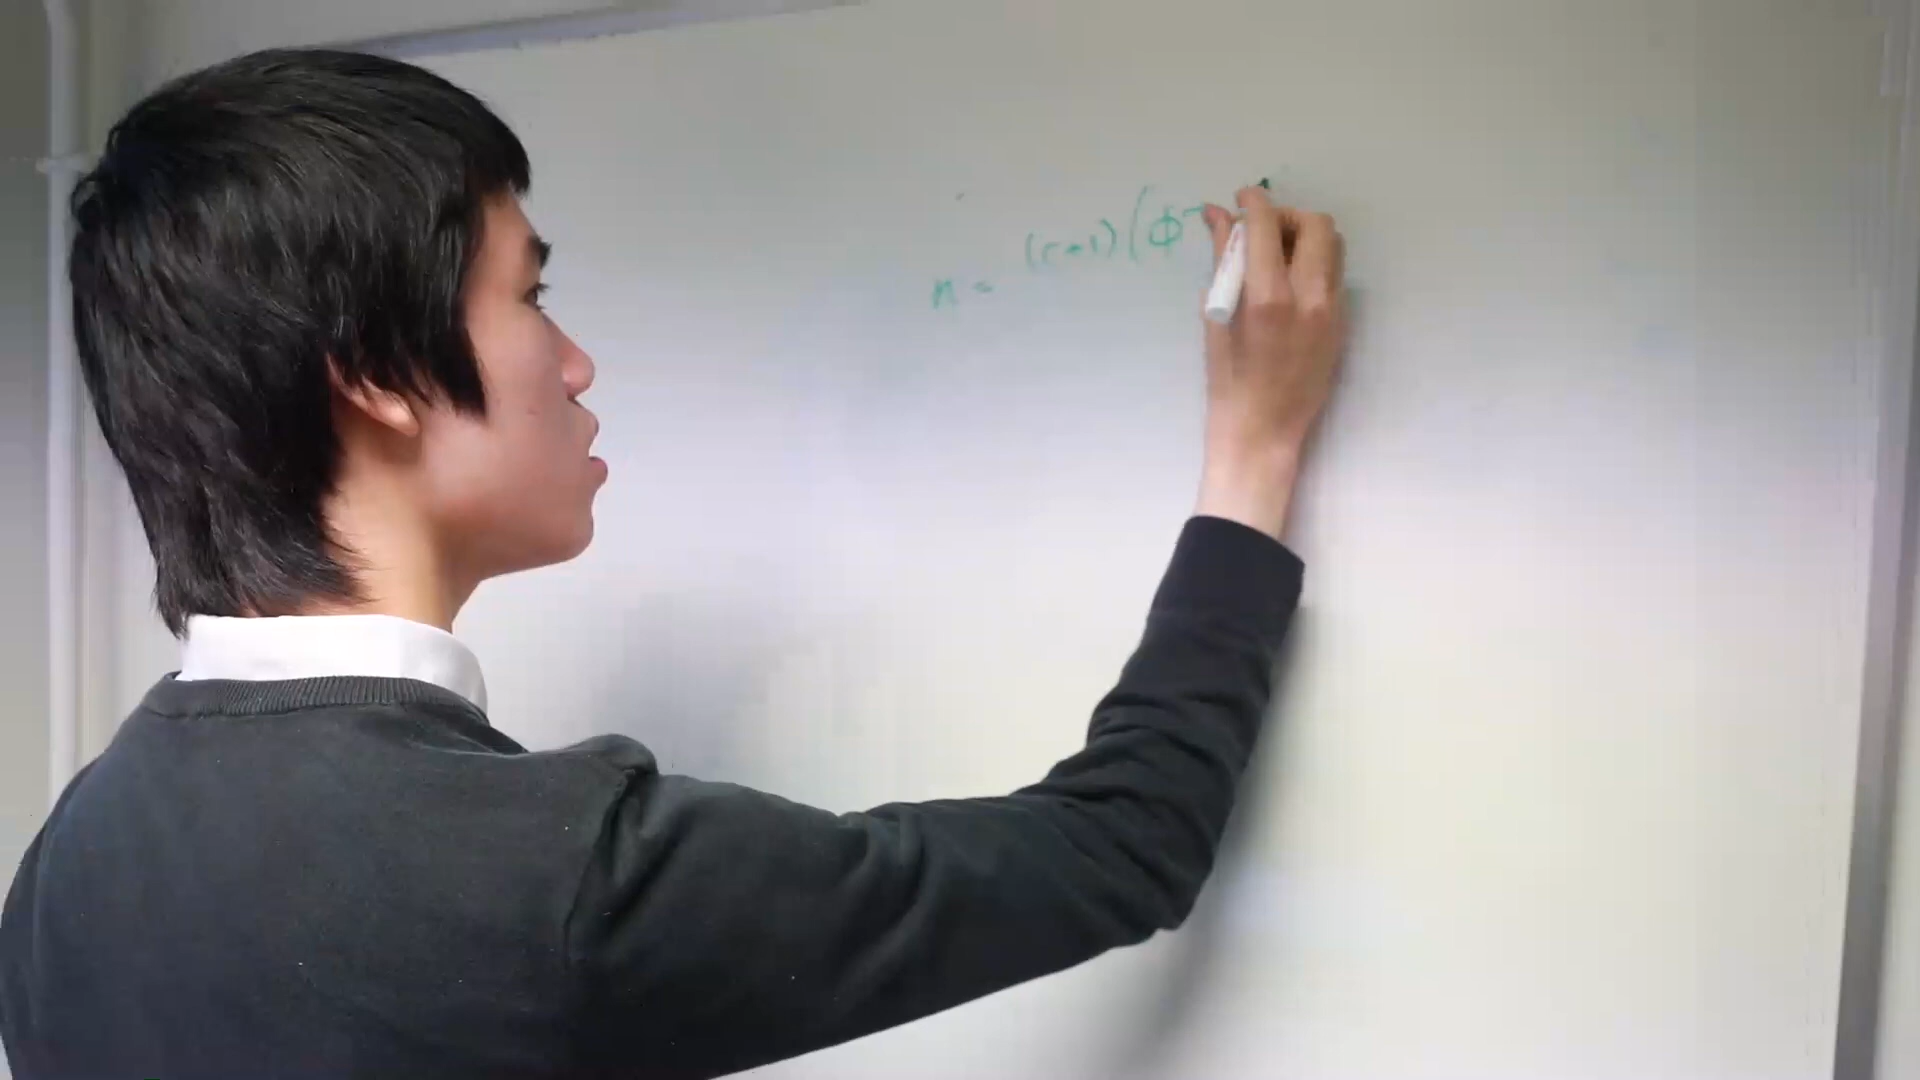 n = (r+1)(Φ⁻